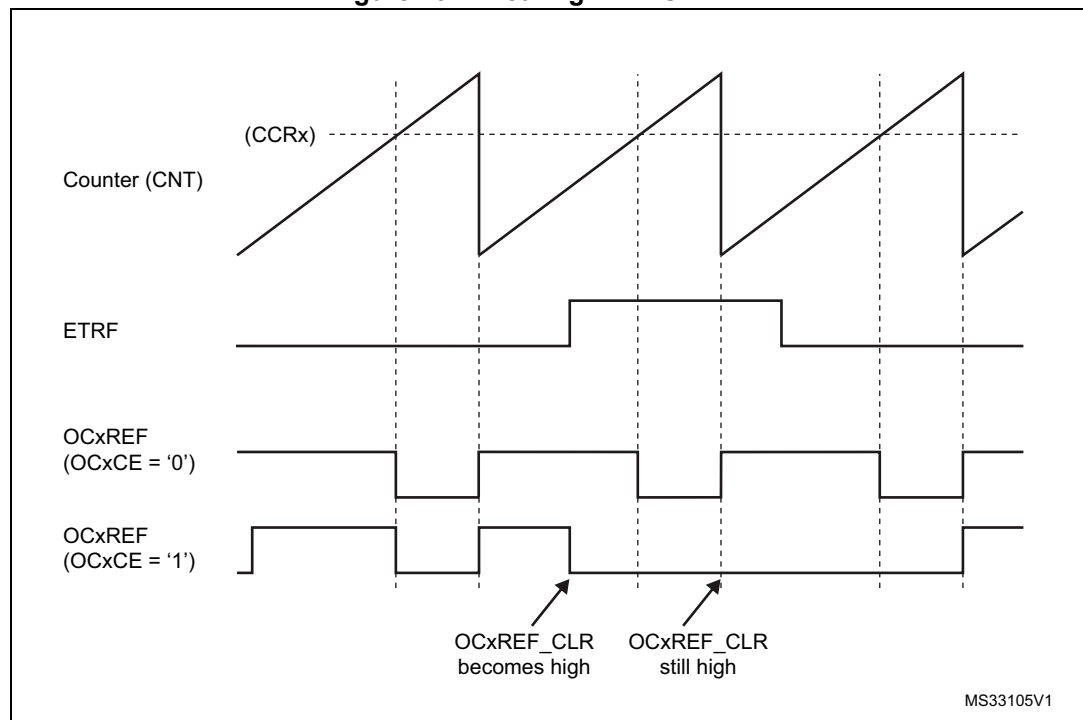 (CCRx)
Counter (CNT)
ETRF
OCxREF
(OCxCE = ‘0’)
OCxREF
(OCxCE = ‘1’)
OCxREF_CLR
becomes high
OCxREF_CLR
still high
MS33105V1